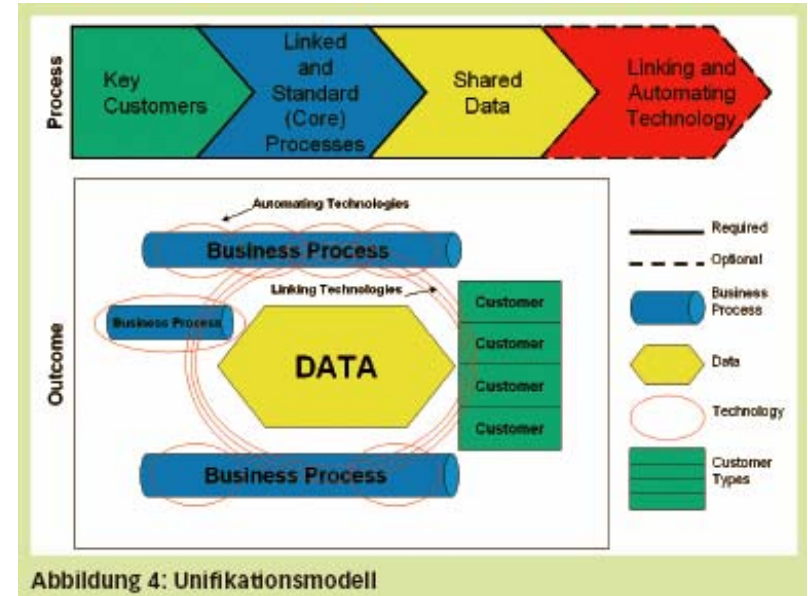 Process
Key
Customers
Linked
and
Standard
(Core)
Processes
Shared
Data
Linking and
Automating
Technology
Outcome
Automating Technologies
Business Process
Linking Technologies
Business Process
DATA
Customer
Customer
Customer
Customer
Business Process
Required
Optional
Business
Process
Data
Technology
Customer
Types
Abbildung 4: Unifikationsmodell